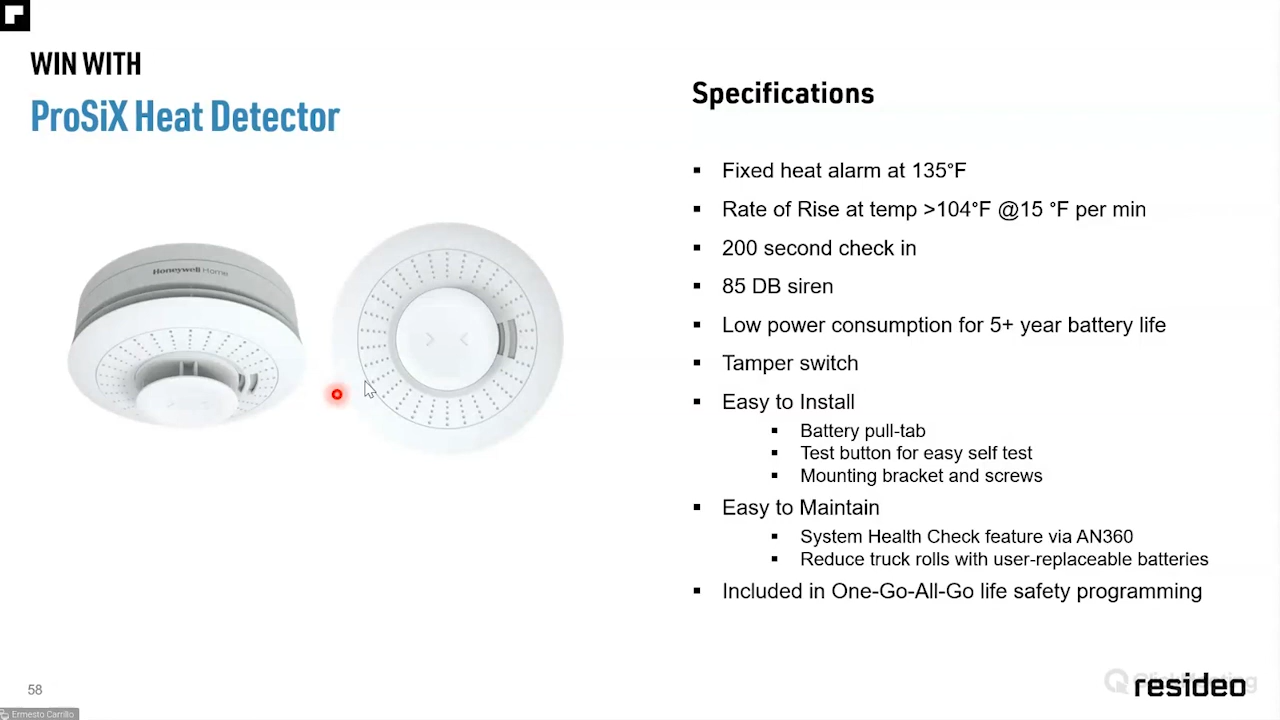 WIN WITH
ProSiX Heat Detector
Honeywell Home
Specifications
▪ Fixed heat alarm at 135°F
▪ Rate of Rise at temp >104°F @15 °F per min
▪ 200 second check in
▪ 85 DB siren
▪ Low power consumption for 5+ year battery life
▪ Tamper switch
▪ Easy to Install
▪ Battery pull-tab
▪ Test button for easy self test
▪ Mounting bracket and screws
▪ Easy to Maintain
▪ System Health Check feature via AN360
▪ Reduce truck rolls with user-replaceable batteries
▪ Included in One-Go-All-Go life safety programming
58
resideo
Ermesto Carrillo